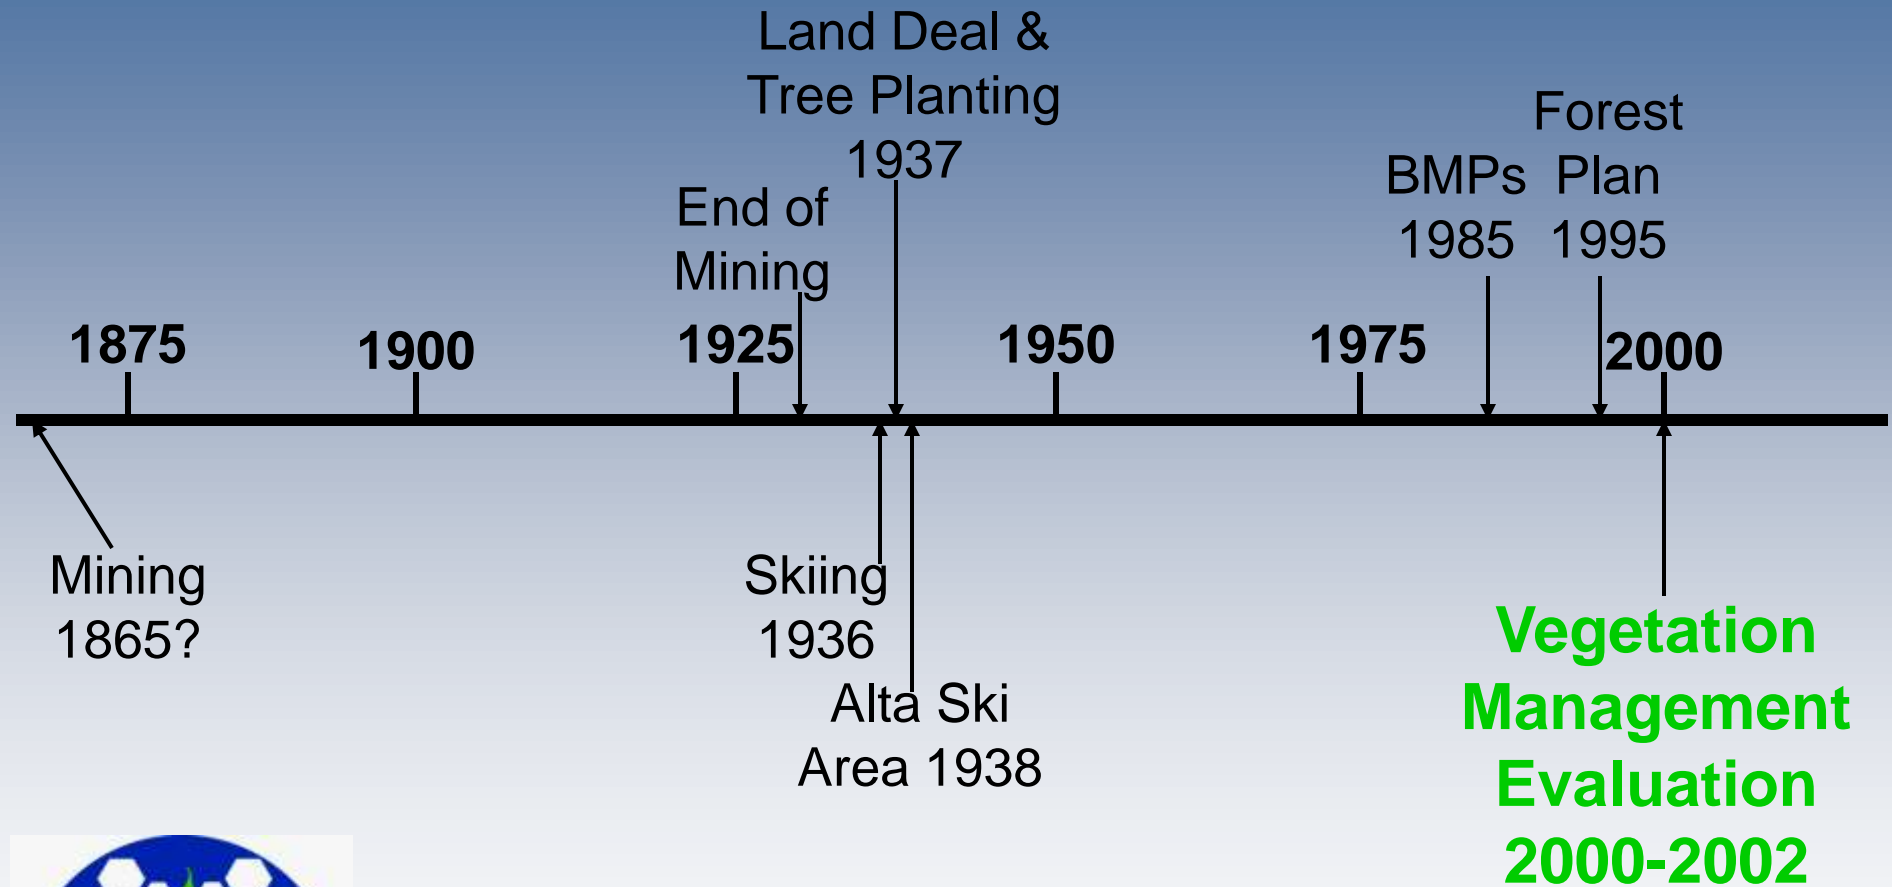 Land Deal &
Tree Planting
1937
Forest
BMPs Plan
1985 1995
End of
Mining
1875 1900 1925 1950 1975 2000
Mining
1865?
Skiing
1936
Alta Ski
Area 1938
Vegetation
Management
Evaluation
2000-2002